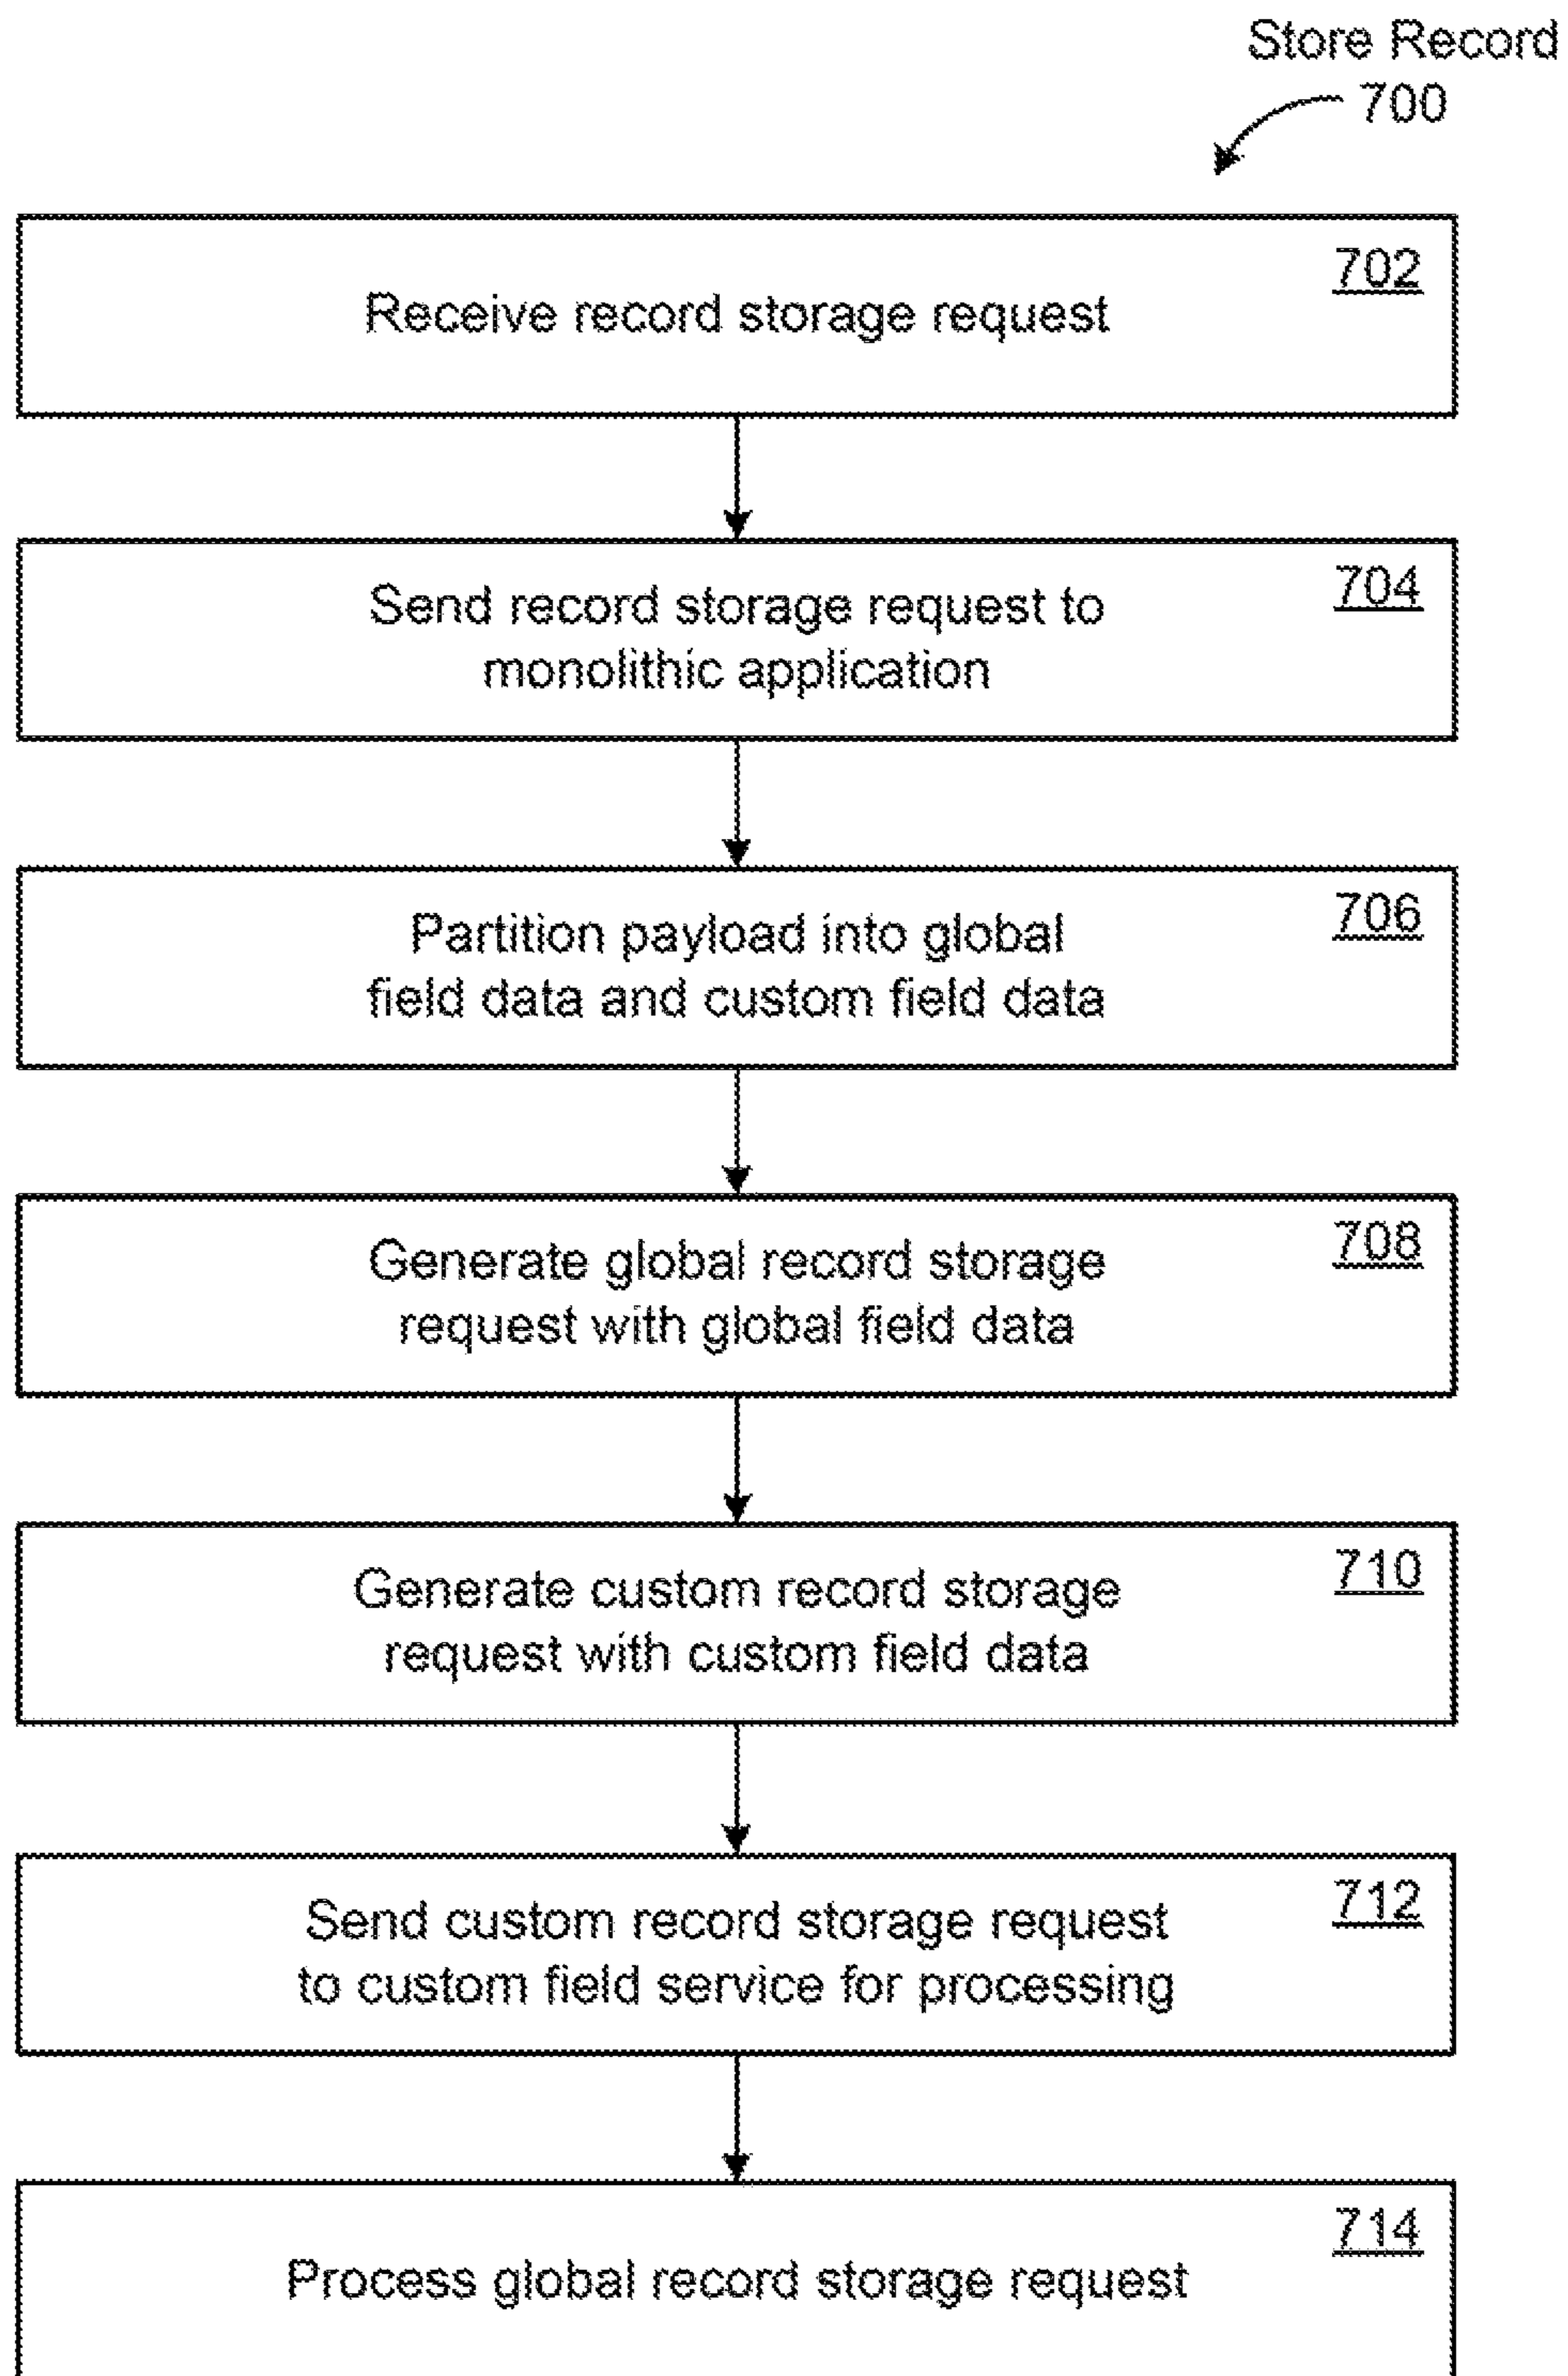 Store Record
700
702
Receive record storage request
704
Send record storage request to
monolithic application
706
Partition payload into global
field data and custom field data
708
Generate global record storage
request with global field data
710
Generate custom record storage
request with custom field data
712
Send custom record storage request
to custom field service for processing
714
Process global record storage request